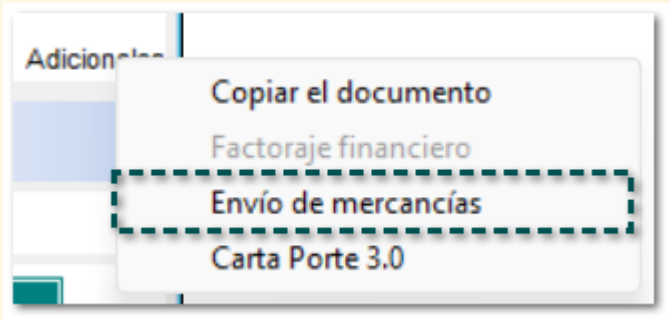 Adicionales
Copiar el documento
Factoraje financiero
Envío de mercancías
Carta Porte 3.0